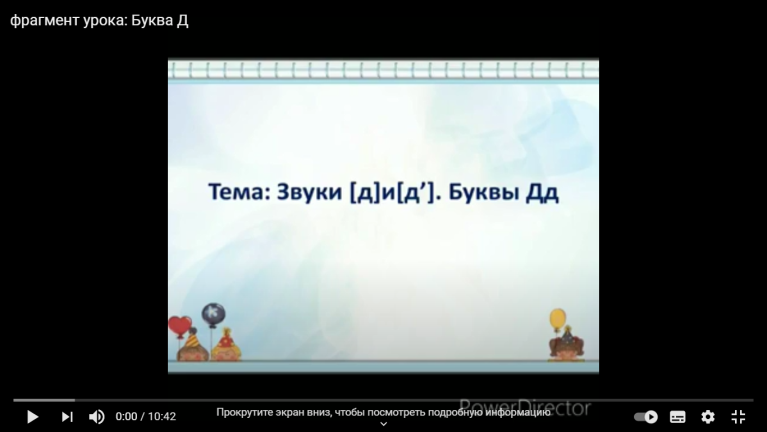 фрагмент урока: Буква Д
Тема: Звуки [д]и[д’]. Буквы Дд
PowerDirector
0:00 / 10:42
Прокрутите экран вниз, чтобы посмотреть подробную информацию